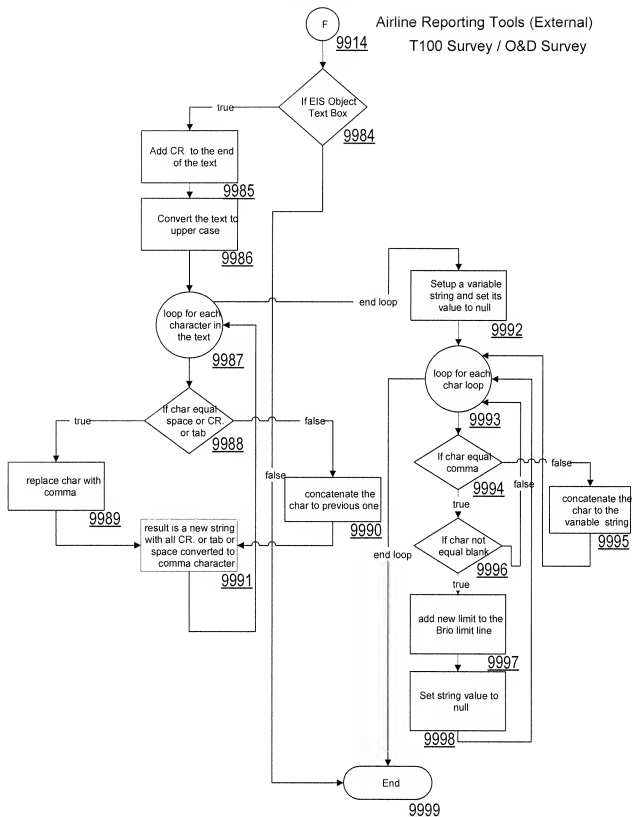 F
Airline Reporting Tools (External)
T100 Survey / O&D Survey
9914
If EIS Object
Text Box
9984
true
Add CR. to the end
of the text
9985
Convert the text to
upper case
9986
Setup a variable
string and set its
value to null
9992
end loop
loop for each
character in
the text
9987
loop for each
char loop
9993
If char equal
space or CR.
or tab
9988
true
false
If char equal
comma
9994
false
false
false
replace char with
comma
9989
concatenate the
char to previous one
9990
concatenate the
char to the
variable string
9995
true
result is a new string
with all CR. or tab or
space converted to
comma character
9991
If char not
equal blank
9996
end loop
true
add new limit to the
Brio limit line
9997
Set string value to
null
9998
End
9999